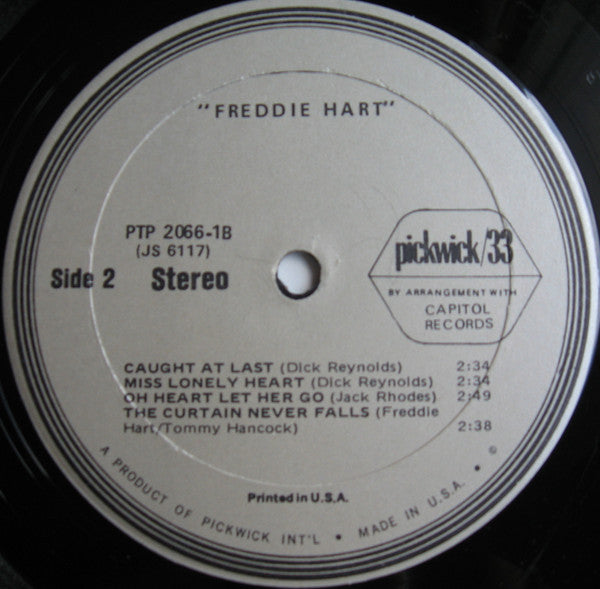 "FREDDIE HART"
PTP 2066-1B
(JS 6117)
Side 2 Stereo
pickwick/33
BY ARRANGEMENT WITH
CAPITOL
RECORDS
CAUGHT AT LAST (Dick Reynolds) 2:34
MISS LONELY HEART (Dick Reynolds) 2:34
OH HEART LET HER GO (Jack Rhodes) 2:49
THE CURTAIN NEVER FALLS (Freddie
Hart/Tommy Hancock) 2:38
Printed in U.S.A.
A PRODUCT OF PICKWICK INT'L • MADE IN U.S.A. • ©